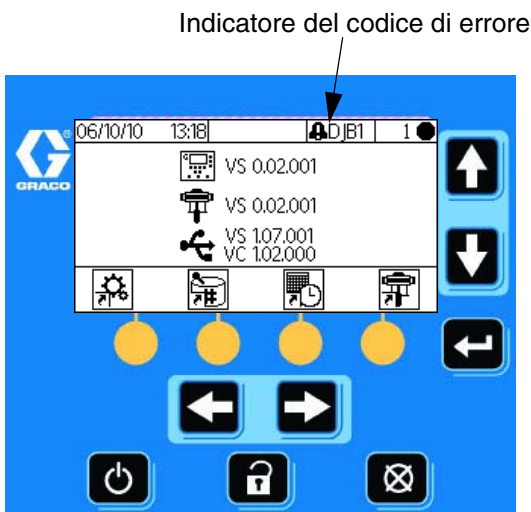 Indicatore del codice di errore
06/10/10 13:18 DJB1 1
VS 0.02.001
VS 0.02.001
VS 1.07.001
VC 1.02.000
#
GRACO